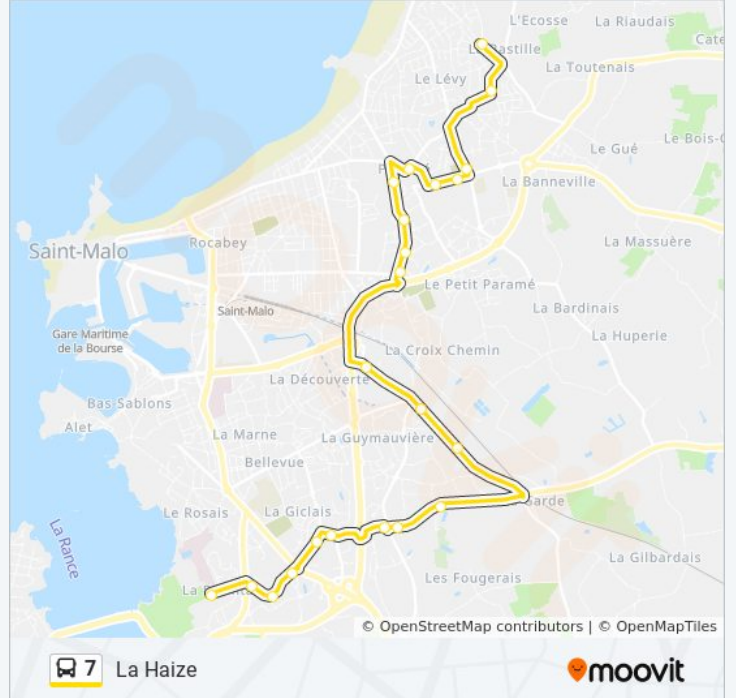 L'Ecosse
La Riaudais
La Bastille
La Toutenais
Le Lévy
Le Gué
La Banneville
Saint-Malo
Rocabey
La Massuère
Le Petit Paramé
Saint-Malo
La Bardinais
Gare Maritime
de la Bourse
La Huperie
La Croix Chemin
La Découverte
Bas-Sablons
Alet
La Marne
La Guymauvière
Bellevue
Le Rosais
La Giclais
La Rance
La Gilbardais
Les Fougerais
© OpenStreetMap contributors | © OpenMapTiles
7 La Haize
moovit